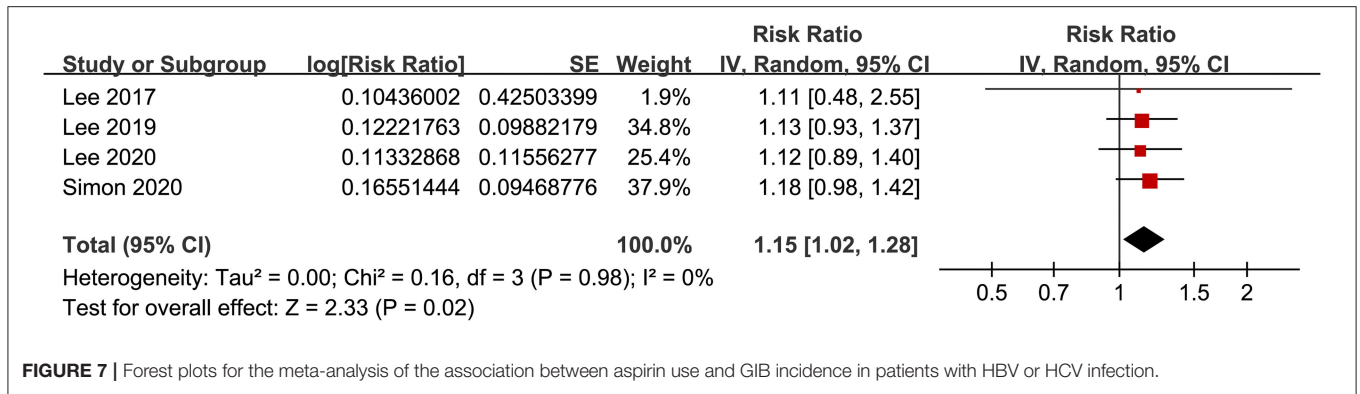 Risk Ratio Risk Ratio
Study or Subgroup log[Risk Ratio] SE Weight IV, Random, 95% CI IV, Random, 95% CI
Lee 2017 0.10436002 0.42503399 1.9% 1.11 [0.48, 2.55]
Lee 2019 0.12221763 0.09882179 34.8% 1.13 [0.93, 1.37]
Lee 2020 0.11332868 0.11556277 25.4% 1.12 [0.89, 1.40]
Simon 2020 0.16551444 0.09468776 37.9% 1.18 [0.98, 1.42]
Total (95% CI) 100.0% 1.15 [1.02, 1.28]
Heterogeneity: Tau² = 0.00; Chi² = 0.16, df = 3 (P = 0.98); I² = 0%
Test for overall effect: Z = 2.33 (P = 0.02)
0.5 0.7 1 1.5 2
FIGURE 7 | Forest plots for the meta-analysis of the association between aspirin use and GIB incidence in patients with HBV or HCV infection.